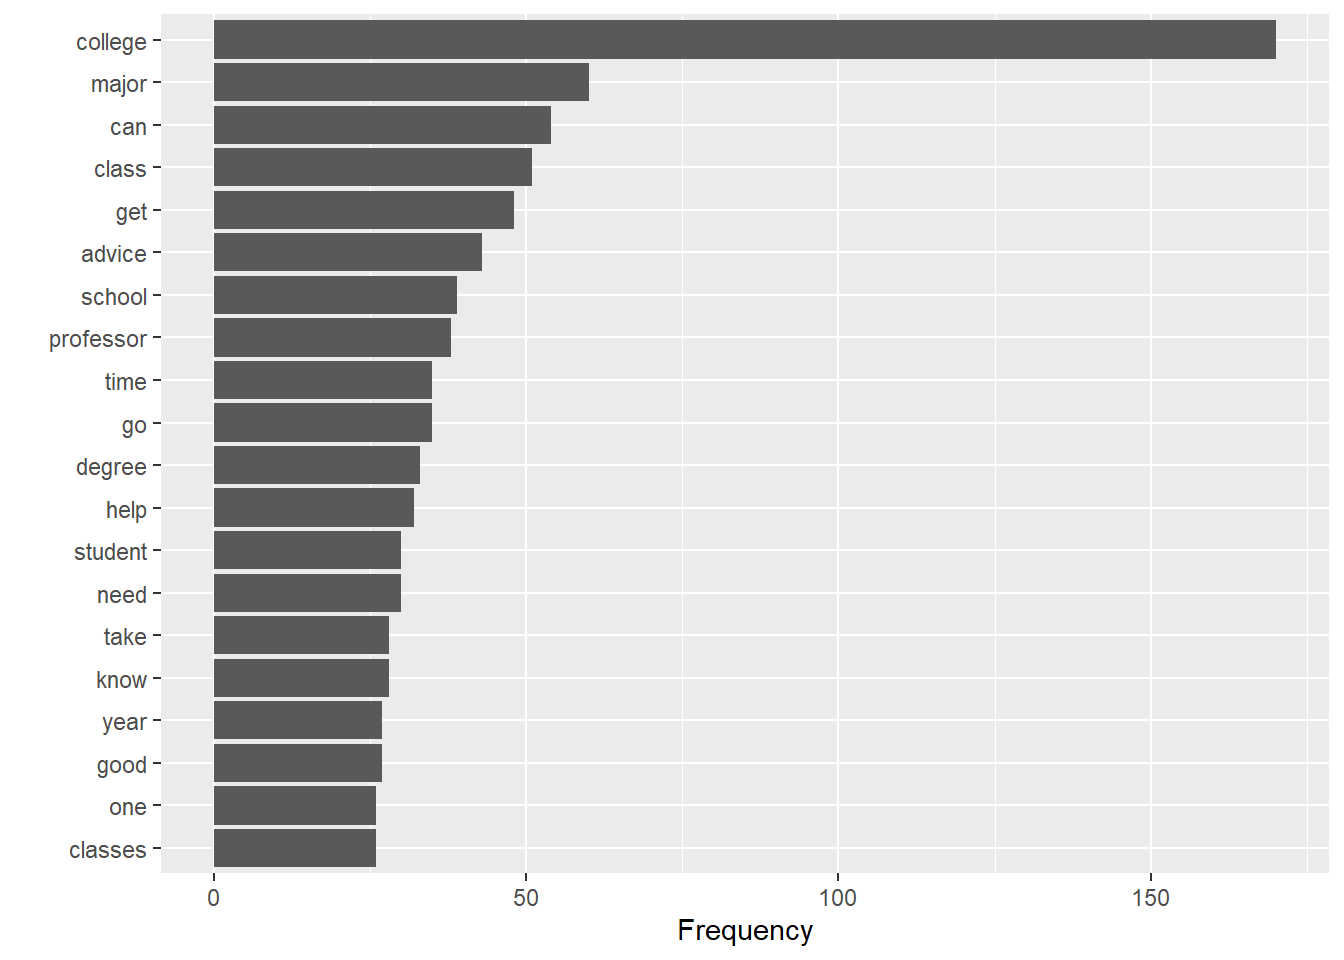 college
major
can
class
get
advice
school
professor
time
go
degree
help
student
need
take
know
year
good
one
classes
0 50 100 150
Frequency